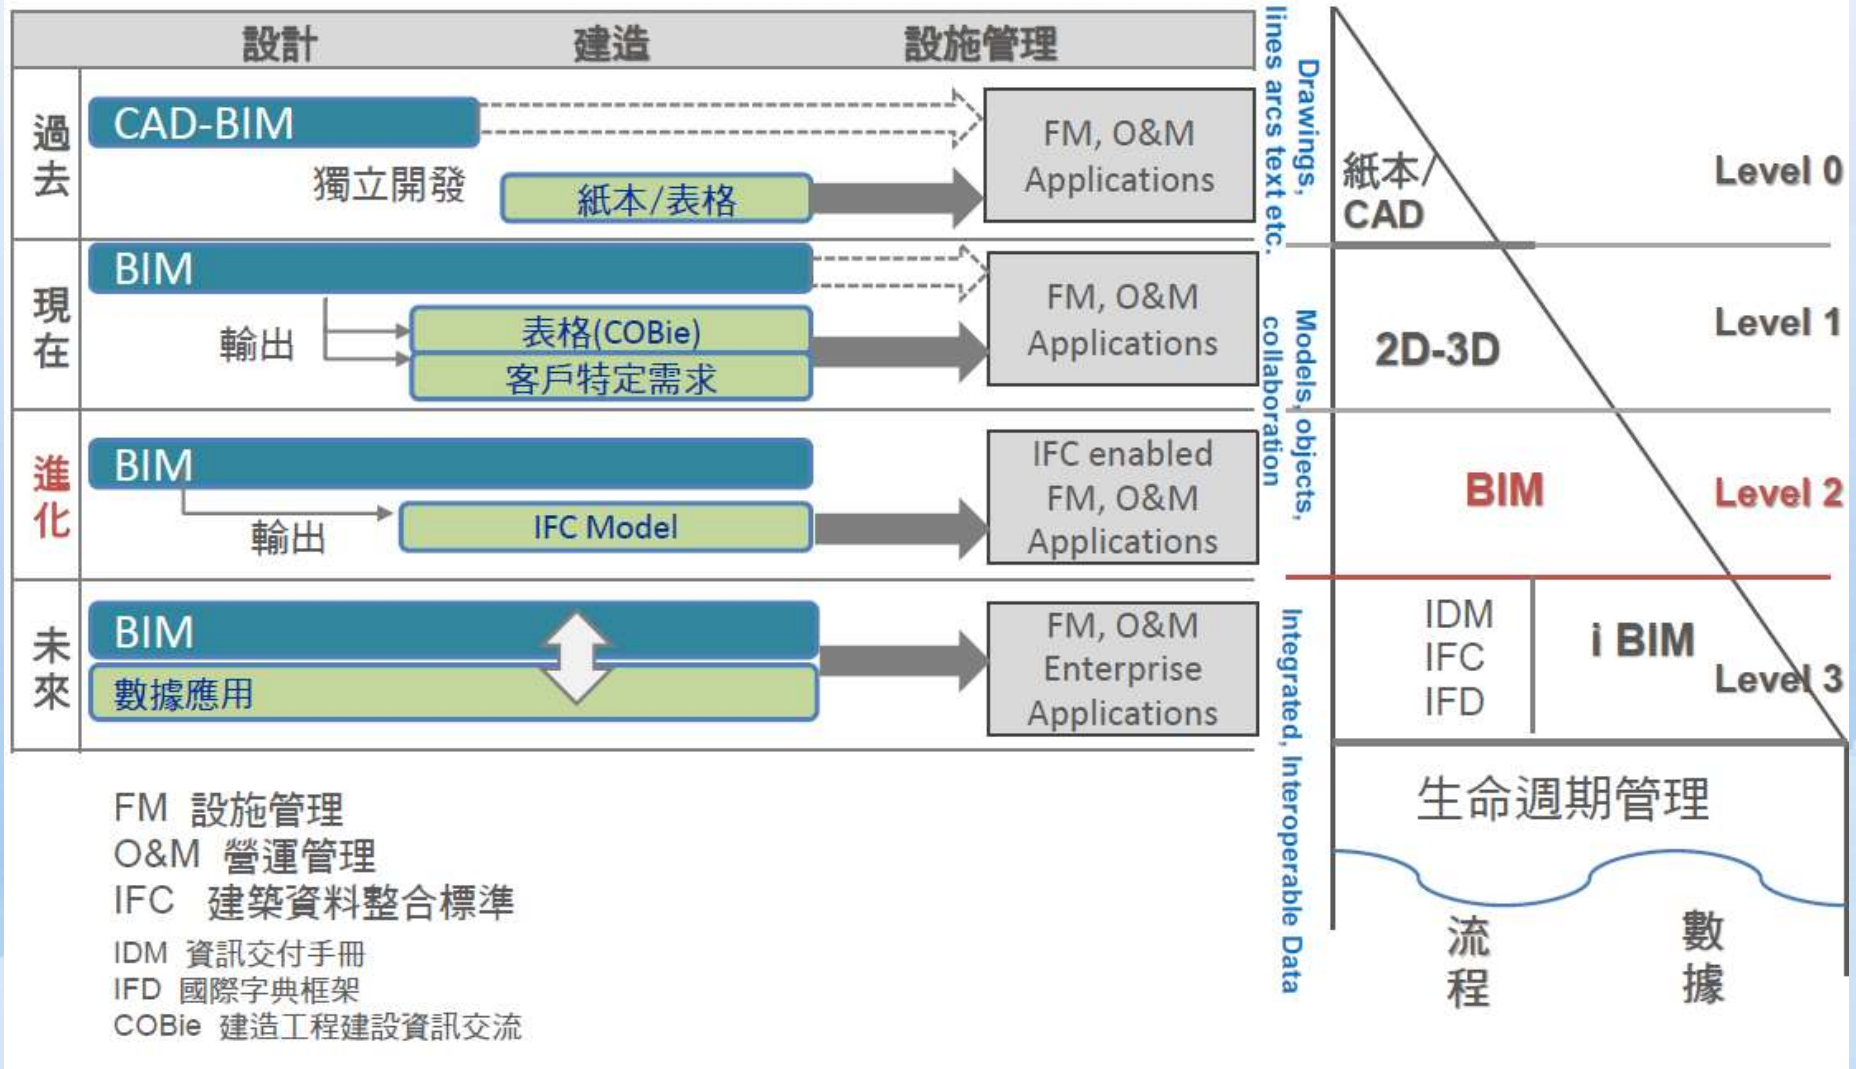 設計 建造 設施管理
過去
CAD-BIM
獨立開發
紙本/表格
FM, O&M
Applications
現在
BIM
輸出
表格(COBie)
客戶特定需求
FM, O&M
Applications
進化
BIM
輸出
IFC Model
IFC enabled
FM, O&M
Applications
未來
BIM
數據應用
FM, O&M
Enterprise
Applications
FM 設施管理
O&M 營運管理
IFC 建築資料整合標準
IDM 資訊交付手冊
IFD 國際字典框架
COBie 建造工程建設資訊交流
Drawings,
lines arcs text etc.
Models, objects,
collaboration
Integrated, Interoperable Data
紙本/
CAD
Level 0
2D-3D
Level 1
BIM
Level 2
IDM
IFC
IFD
i BIM
Level 3
生命週期管理
流程
數據